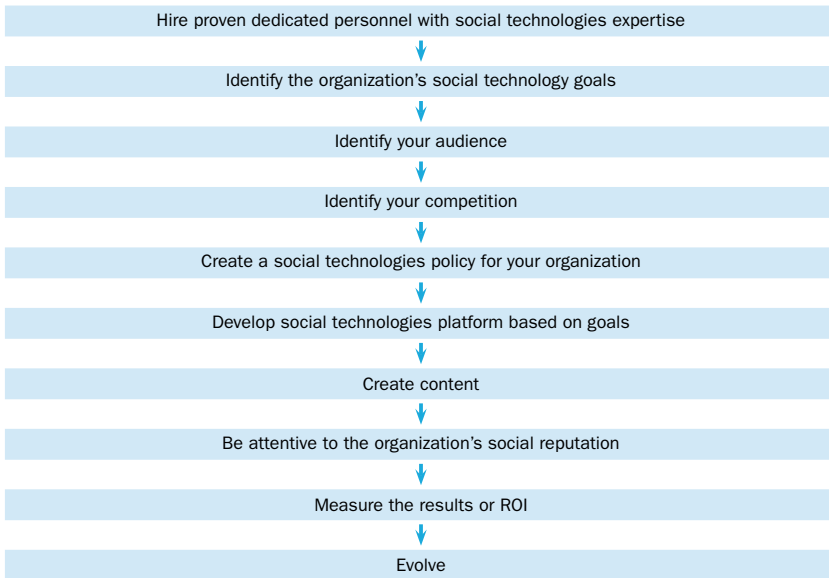 Hire proven dedicated personnel with social technologies expertise
Identify the organization’s social technology goals
Identify your audience
Identify your competition
Create a social technologies policy for your organization
Develop social technologies platform based on goals
Create content
Be attentive to the organization’s social reputation
Measure the results or ROI
Evolve